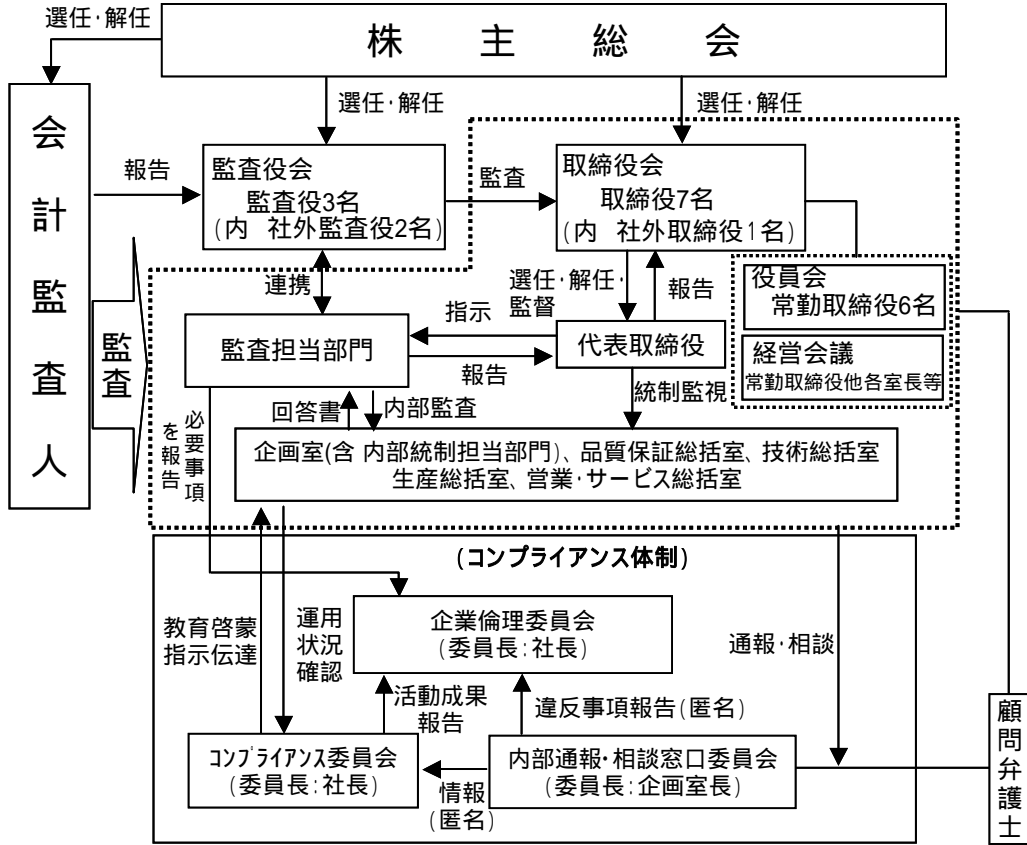 選任･解任
株主総会
選任･解任
選任･解任
会計監査人
報告
監査役会
監査役3名
(内 社外監査役2名)
監査
取締役会
取締役7名
(内 社外取締役1名)
連携
選任･解任･
監督
報告
役員会
常勤取締役6名
監査
監査担当部門
指示
報告
代表取締役
経営会議
常勤取締役他各室長等
統制監視
回答書
内部監査
必要事項
を報告
企画室(含 内部統制担当部門)、品質保証総括室、技術総括室
生産総括室、営業･サービス総括室
(コンプライアンス体制)
教育啓蒙
指示伝達
運用
状況
確認
企業倫理委員会
(委員長:社長)
通報･相談
活動成果
報告
違反事項報告(匿名)
コンプライアンス委員会
(委員長:社長)
情報
(匿名)
内部通報･相談窓口委員会
(委員長:企画室長)
顧問弁護士